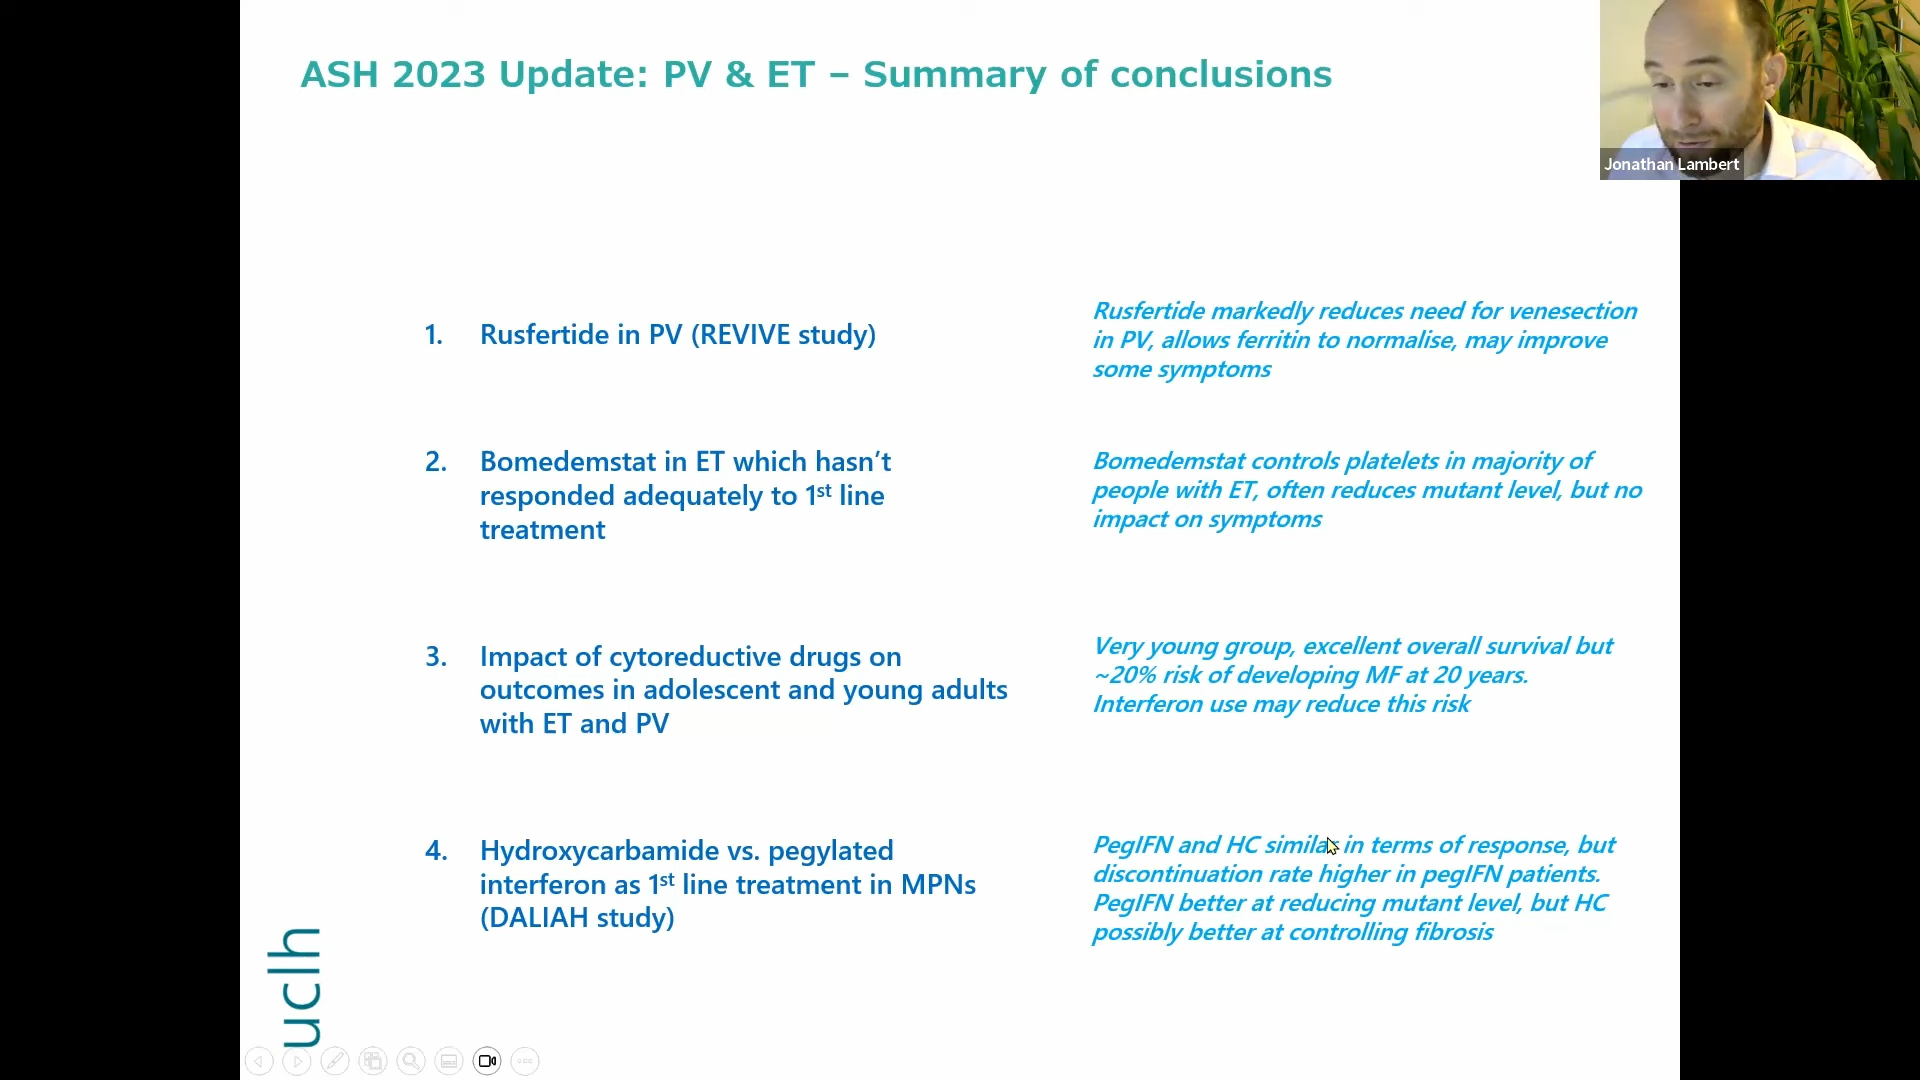 ASH 2023 Update: PV & ET – Summary of conclusions
Jonathan Lambert
1. Rusfertide in PV (REVIVE study)
Rusfertide markedly reduces need for venesection
in PV, allows ferritin to normalise, may improve
some symptoms
2. Bomedemstat in ET which hasn’t
responded adequately to 1st line
treatment
Bomedemstat controls platelets in majority of
people with ET, often reduces mutant level, but no
impact on symptoms
3. Impact of cytoreductive drugs on
outcomes in adolescent and young adults
with ET and PV
Very young group, excellent overall survival but
~20% risk of developing MF at 20 years.
Interferon use may reduce this risk
4. Hydroxycarbamide vs. pegylated
interferon as 1st line treatment in MPNs
(DALIAH study)
PegIFN and HC similar in terms of response, but
discontinuation rate higher in pegIFN patients.
PegIFN better at reducing mutant level, but HC
possibly better at controlling fibrosis
uclh